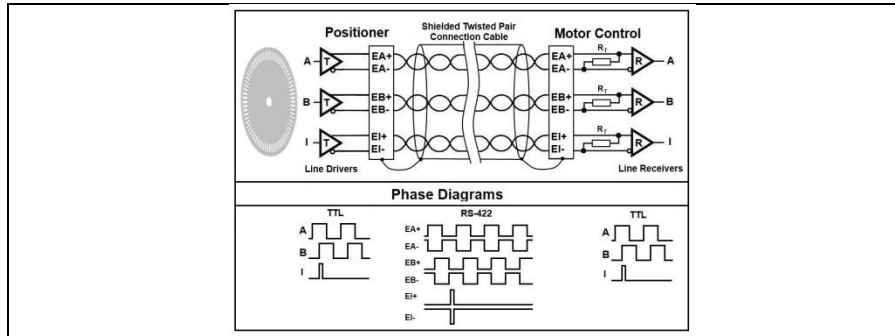 Positioner
Shielded Twisted Pair
Connection Cable
Motor Control
A
T
EA+
EA-
EA+
EA-
RT
R
A
B
T
EB+
EB-
EB+
EB-
RT
R
B
I
T
EI+
EI-
EI+
EI-
RT
R
I
Line Drivers
Line Receivers
Phase Diagrams
TTL
A
B
I
RS-422
EA+
EA-
EB+
EB-
EI+
EI-
TTL
A
B
I